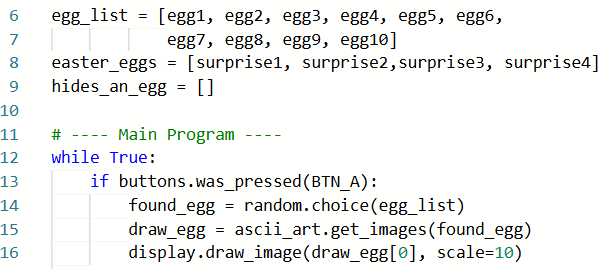 6 egg_list = [egg1, egg2, egg3, egg4, egg5, egg6,
7 egg7, egg8, egg9, egg10]
8 easter_eggs = [surprise1, surprise2,surprise3, surprise4]
9 hides_an_egg = []
10
11 # ---- Main Program ----
12 while True:
13 if buttons.was_pressed(BTN_A):
14 found_egg = random.choice(egg_list)
15 draw_egg = ascii_art.get_images(found_egg)
16 display.draw_image(draw_egg[0], scale=10)